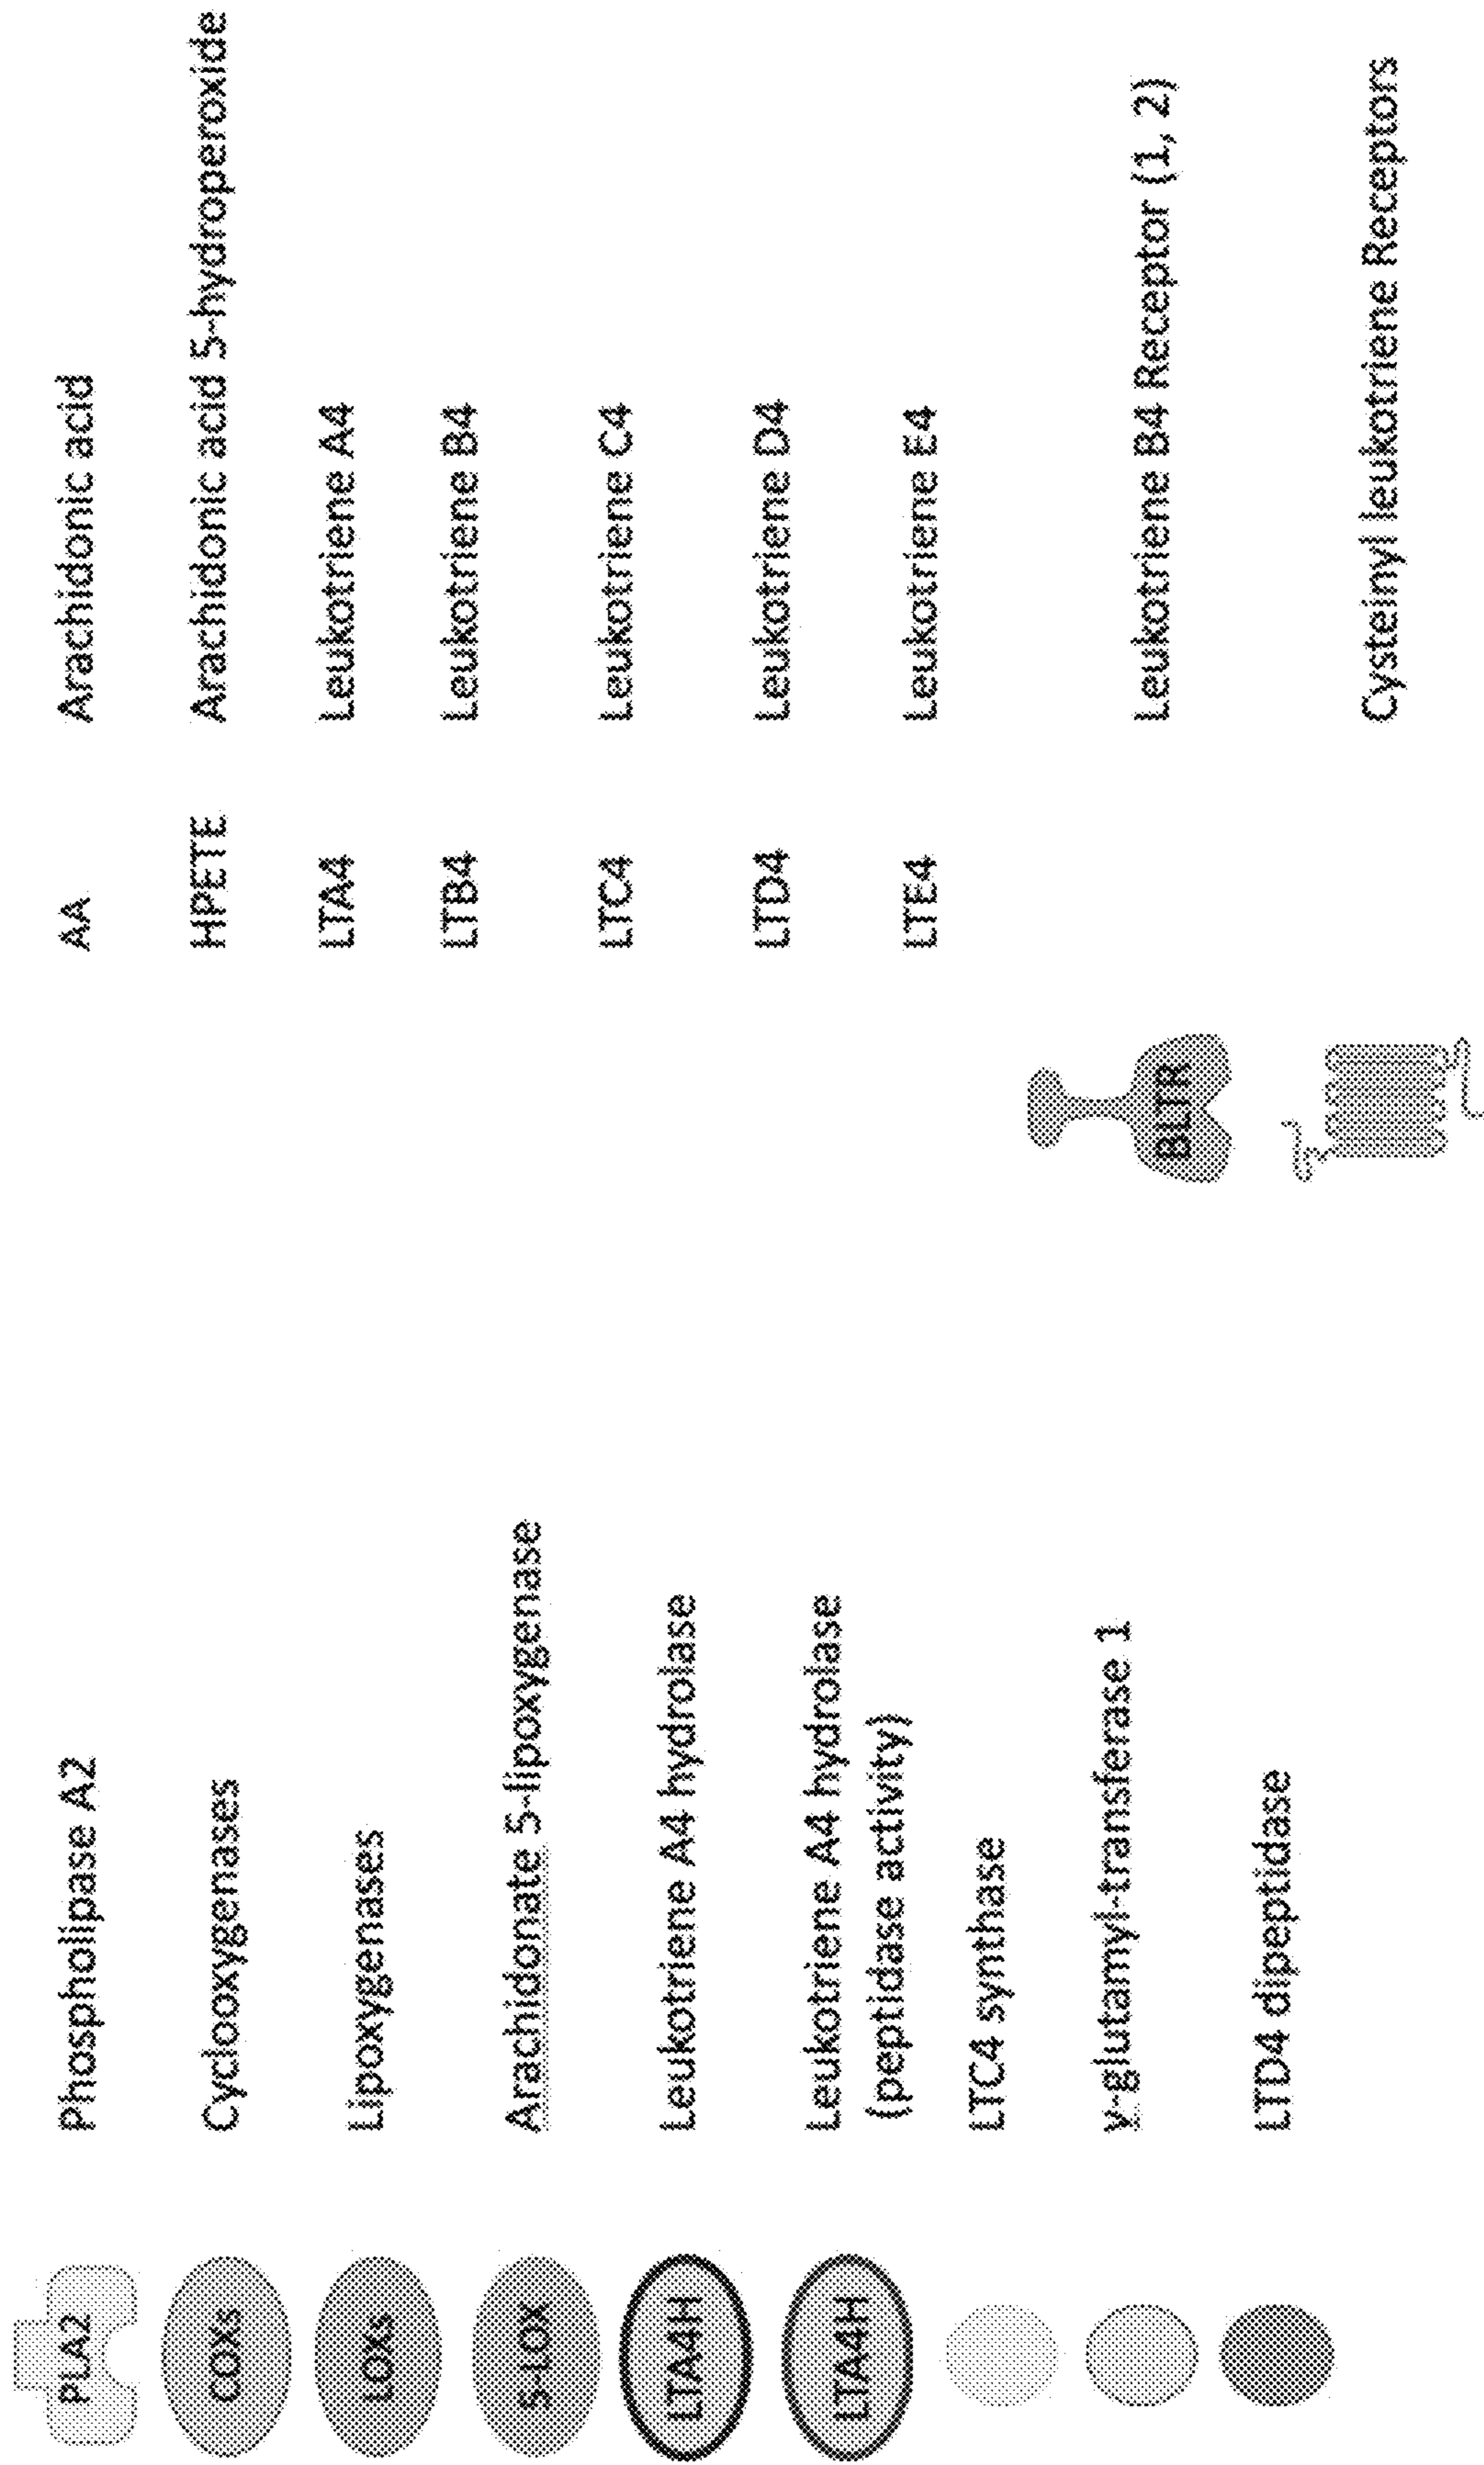 PLA2 Phospholipase A2
COXs Cyclooxygenases
LOXs Lipoxygenases
5-LOX Arachidonate 5-lipoxygenase
LTA4H Leukotriene A4 hydrolase
LTA4H Leukotriene A4 hydrolase
(peptidase activity)
LTC4 synthase
γ-glutamyl-transferase 1
LTD4 dipeptidase
AA Arachidonic acid
HPETE Arachidonic acid 5-hydroperoxide
LTA4 Leukotriene A4
LTB4 Leukotriene B4
LTC4 Leukotriene C4
LTD4 Leukotriene D4
LTE4 Leukotriene E4
BLTR Leukotriene B4 Receptor (1, 2)
Cysteinyl leukotriene Receptors